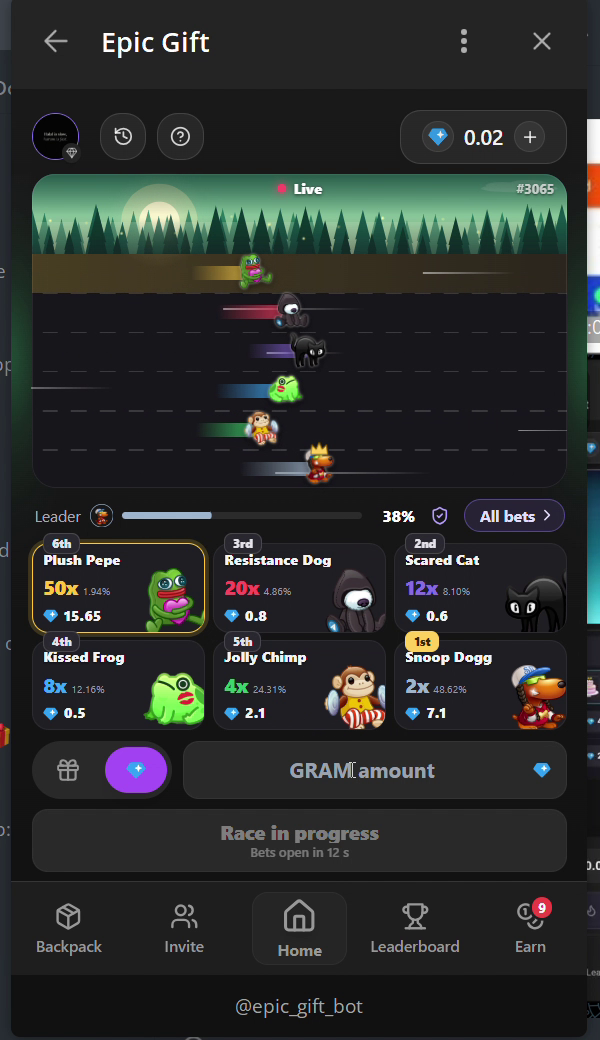 Epic Gift
0.02
Live
#3065
Leader
38%
All bets
6th
Plush Pepe
50x 1.94%
15.65
3rd
Resistance Dog
20x 4.86%
0.8
2nd
Scared Cat
12x 8.10%
0.6
4th
Kissed Frog
8x 12.16%
0.5
5th
Jolly Chimp
4x 24.31%
2.1
1st
Snoop Dogg
2x 48.62%
7.1
GRAM amount
Race in progress
Bets open in 12 s
Backpack
Invite
Home
Leaderboard
9
Earn
@epic_gift_bot